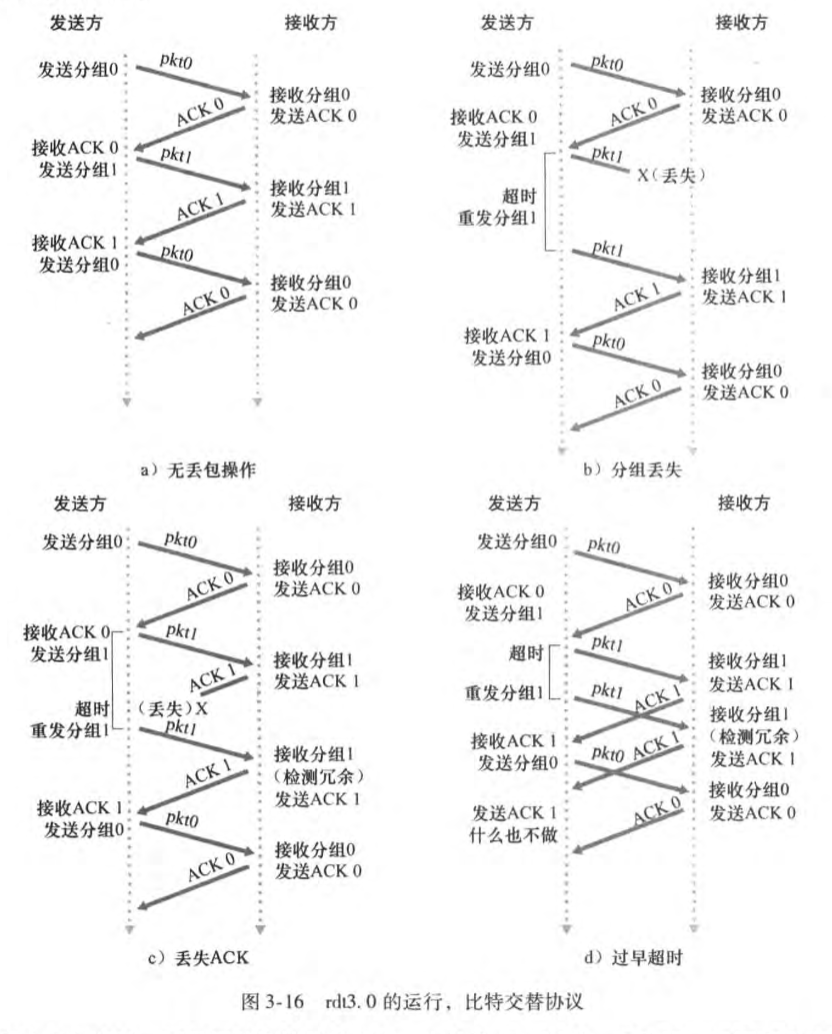 发送方
接收方
发送分组0
pkt0
接收分组0
发送ACK 0
ACK 0
接收ACK 0
发送分组1
pkt1
接收分组1
发送ACK 1
ACK 1
接收ACK 1
发送分组0
pkt0
接收分组0
发送ACK 0
ACK 0
a）无丢包操作
发送方
接收方
发送分组0
pkt0
接收分组0
发送ACK 0
ACK 0
接收ACK 0
发送分组1
pkt1
X（丢失）
超时
重发分组1
pkt1
接收分组1
发送ACK 1
ACK 1
接收ACK 1
发送分组0
pkt0
接收分组0
发送ACK 0
ACK 0
b）分组丢失
发送方
接收方
发送分组0
pkt0
接收分组0
发送ACK 0
ACK 0
接收ACK 0
发送分组1
pkt1
接收分组1
发送ACK 1
ACK 1
（丢失）X
超时
重发分组1
pkt1
接收分组1
（检测冗余）
发送ACK 1
ACK 1
接收ACK 1
发送分组0
pkt0
接收分组0
发送ACK 0
ACK 0
c）丢失ACK
发送方
接收方
发送分组0
pkt0
接收分组0
发送ACK 0
ACK 0
接收ACK 0
发送分组1
pkt1
超时
接收分组1
发送ACK 1
重发分组1
pkt1
ACK 1
接收分组1
（检测冗余）
发送ACK 1
接收ACK 1
发送分组0
pkt0
ACK 1
接收分组0
发送ACK 0
发送ACK 1
什么也不做
ACK 0
d）过早超时
图 3-16 rdt3. 0 的运行，比特交替协议